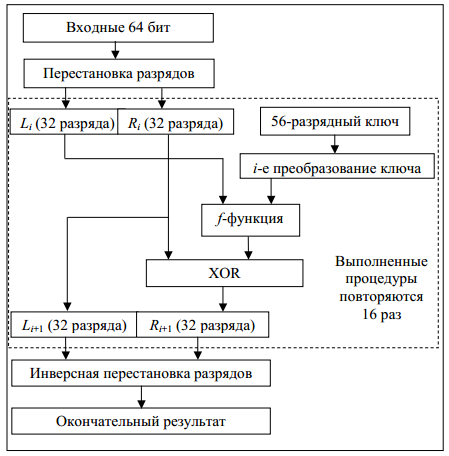 Входные 64 бит
Перестановка разрядов
Li (32 разряда)
Ri (32 разряда)
56-разрядный ключ
i-е преобразование ключа
f-функция
XOR
Выполненные
процедуры
повторяются
16 раз
Li+1 (32 разряда)
Ri+1 (32 разряда)
Инверсная перестановка разрядов
Окончательный результат